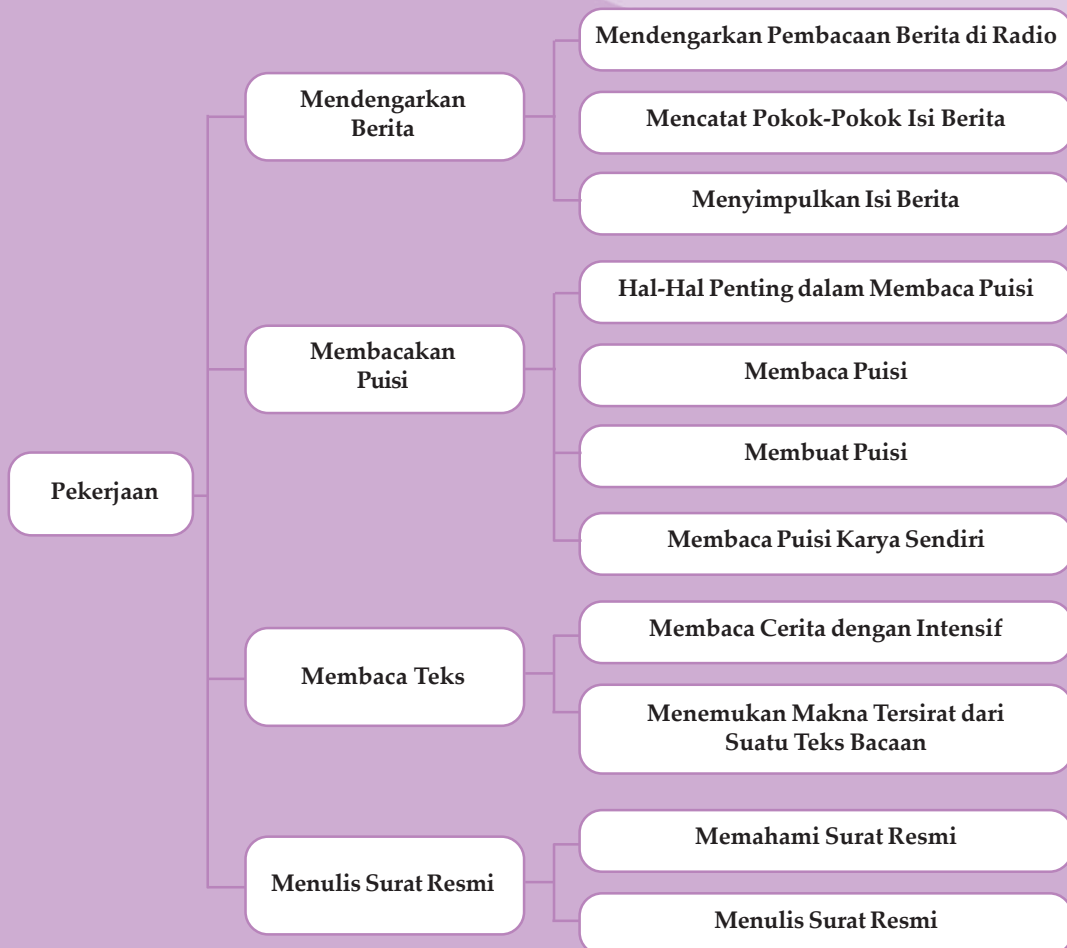 Pekerjaan
Mendengarkan
Berita
Mendengarkan Pembacaan Berita di Radio
Mencatat Pokok-Pokok Isi Berita
Menyimpulkan Isi Berita
Membacakan
Puisi
Hal-Hal Penting dalam Membaca Puisi
Membaca Puisi
Membuat Puisi
Membaca Puisi Karya Sendiri
Membaca Teks
Membaca Cerita dengan Intensif
Menemukan Makna Tersirat dari
Suatu Teks Bacaan
Menulis Surat Resmi
Memahami Surat Resmi
Menulis Surat Resmi